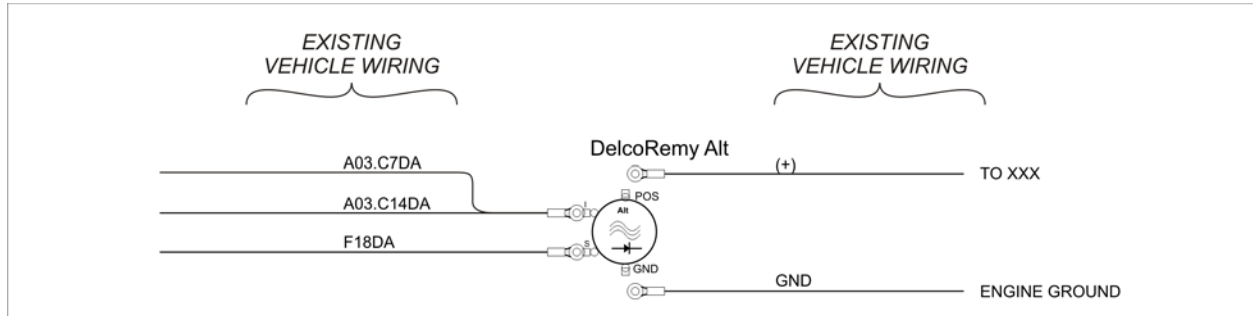 EXISTING
VEHICLE WIRING
EXISTING
VEHICLE WIRING
DelcoRemy Alt
A03.C7DA
(+)
TO XXX
POS
A03.C14DA
I
Alt
F18DA
S
GND
GND
ENGINE GROUND